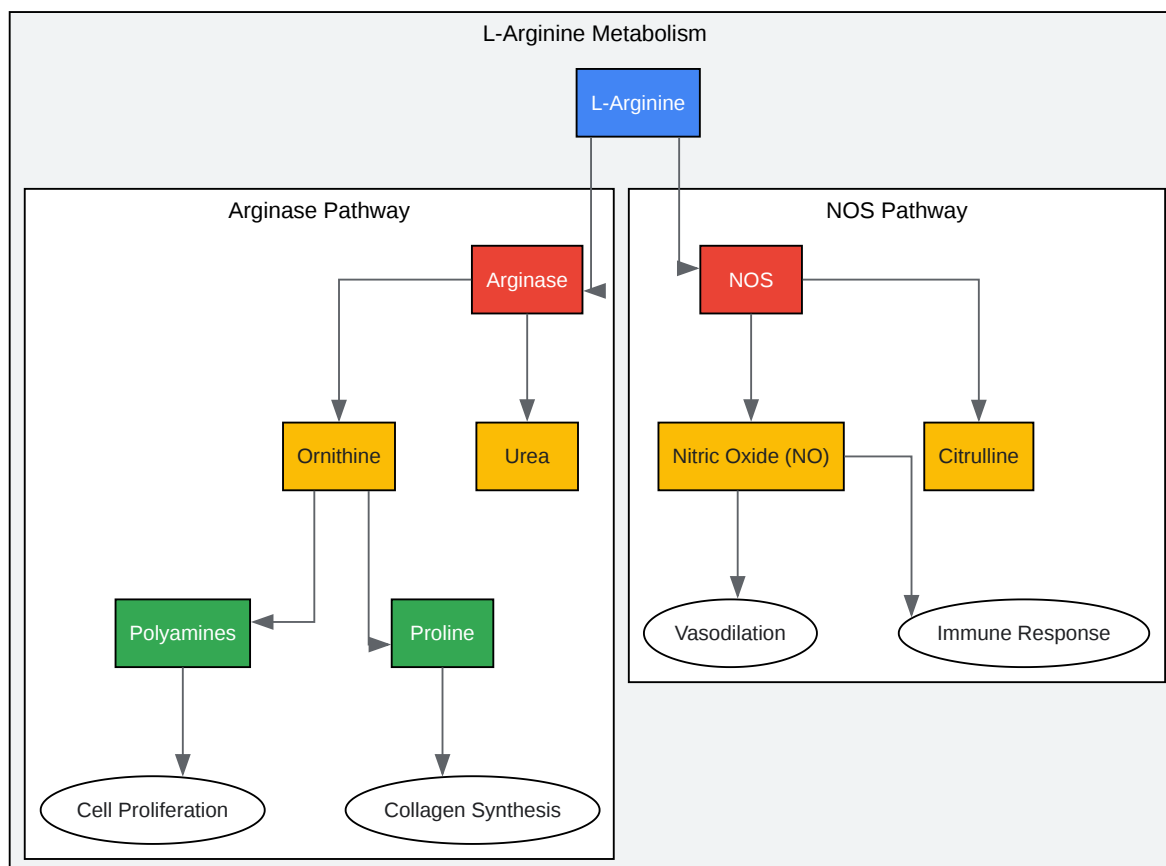 L-Arginine Metabolism
L-Arginine
Arginase Pathway
NOS Pathway
Arginase
NOS
Ornithine
Urea
Nitric Oxide (NO)
Citrulline
Polyamines
Proline
Vasodilation
Immune Response
Cell Proliferation
Collagen Synthesis